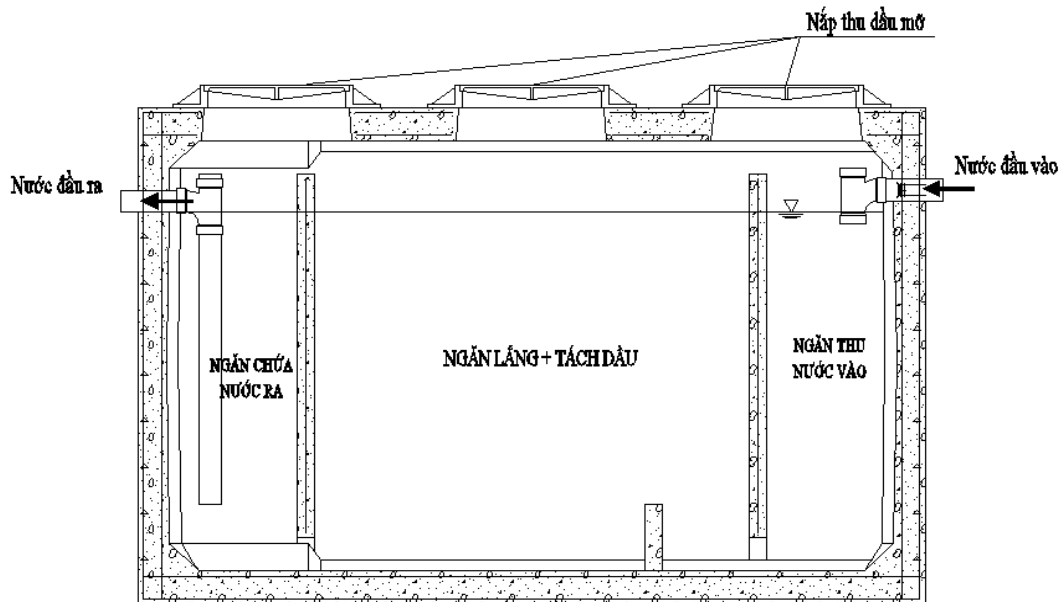 Nắp thu dầu mỡ
Nước đầu ra
Nước đầu vào
NGĂN CHỨA
NƯỚC RA
NGĂN LẮNG + TÁCH DẦU
NGĂN THU
NƯỚC VÀO